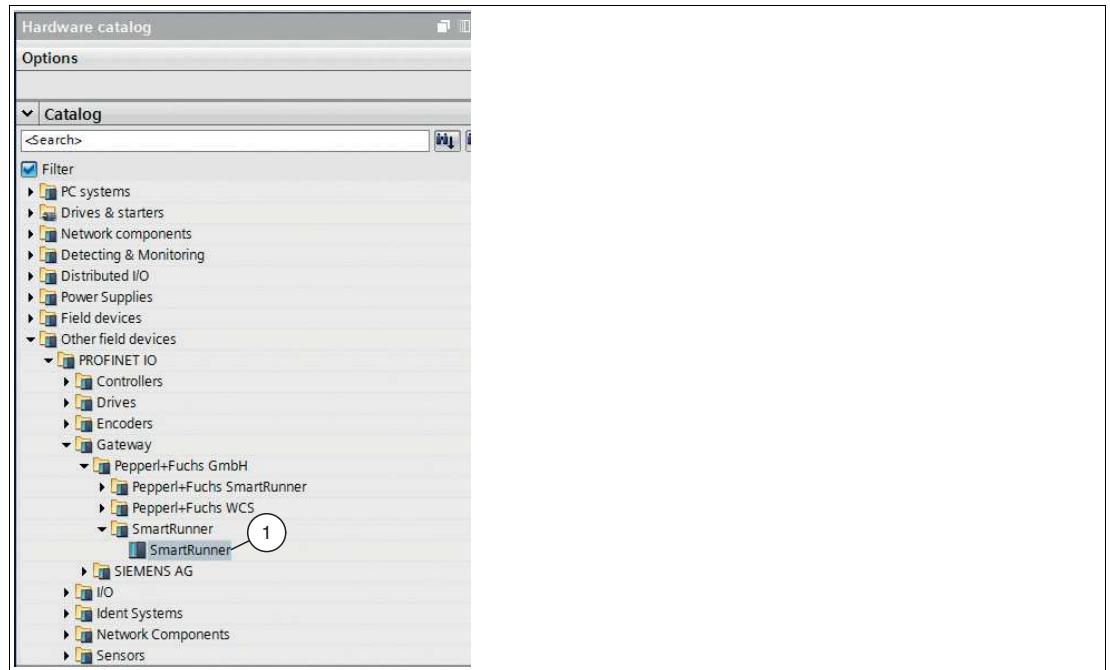 Hardware catalog
Options
Catalog
<Search>
Filter
PC systems
Drives & starters
Network components
Detecting & Monitoring
Distributed I/O
Power Supplies
Field devices
Other field devices
PROFINET IO
Controllers
Drives
Encoders
Gateway
Pepperl+Fuchs GmbH
Pepperl+Fuchs SmartRunner
Pepperl+Fuchs WCS
SmartRunner
SmartRunner 1
SIEMENS AG
I/O
Ident Systems
Network Components
Sensors